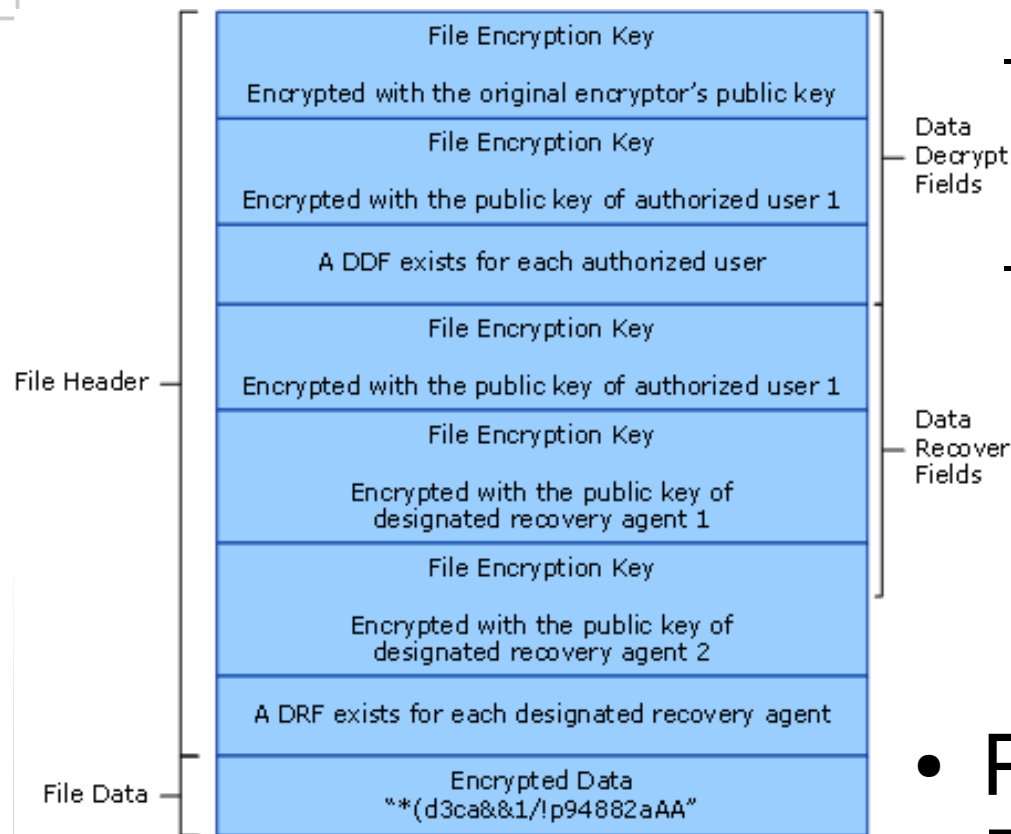 File Encryption Key
Encrypted with the original encryptor's public key
File Encryption Key
Encrypted with the public key of authorized user 1
A DDF exists for each authorized user
File Encryption Key
Encrypted with the public key of authorized user 1
File Encryption Key
Encrypted with the public key of
designated recovery agent 1
File Encryption Key
Encrypted with the public key of
designated recovery agent 2
A DRF exists for each designated recovery agent
Encrypted Data
"*(d3ca&&1/!p94882aAA"
File Header
File Data
Data
Decrypt
Fields
Data
Recover
Fields